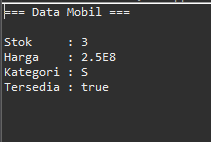 === Data Mobil ===
Stok     : 3
Harga    : 2.5E8
Kategori : S
Tersedia : true